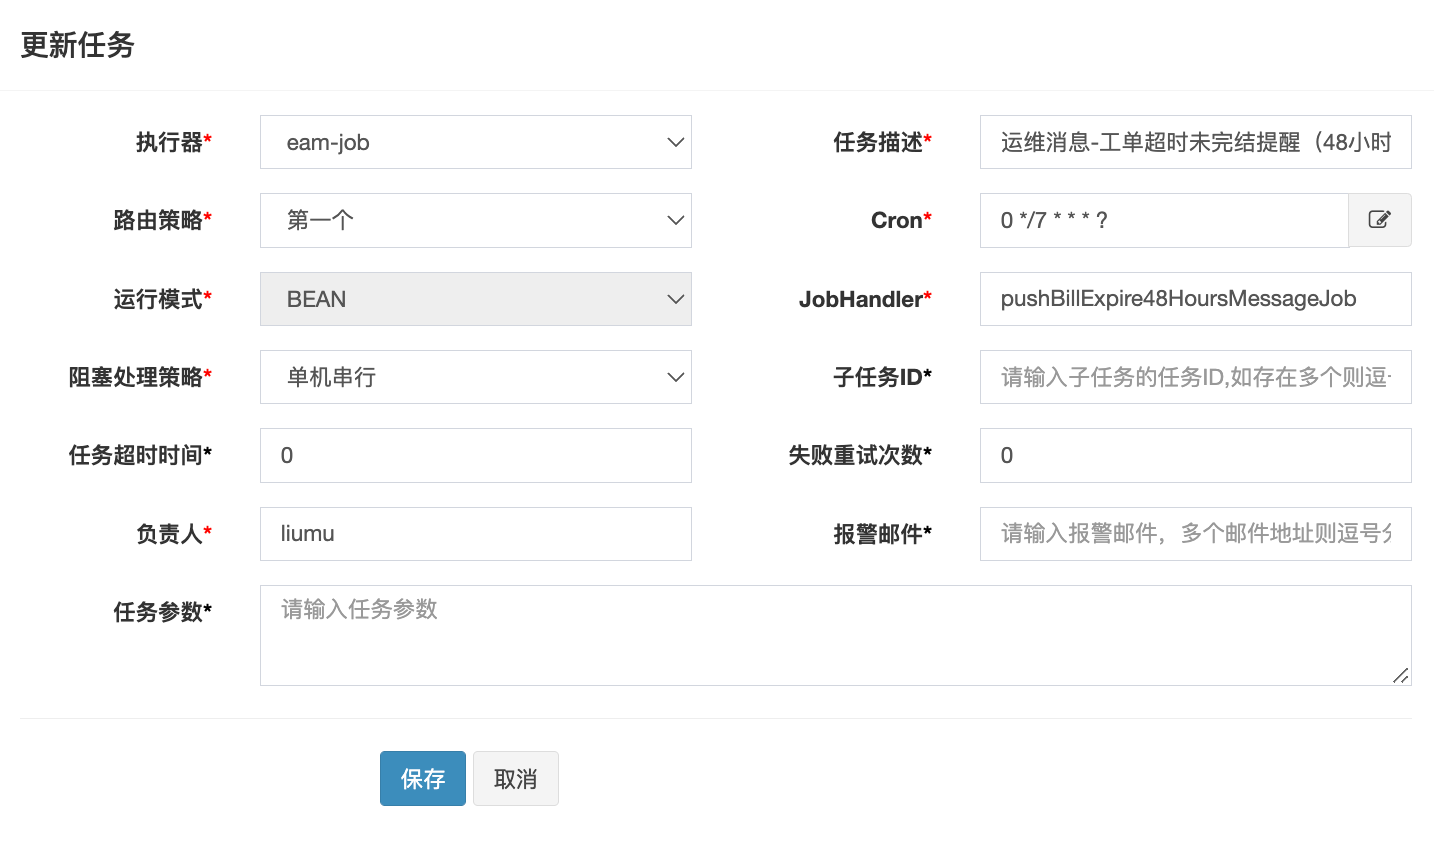 更新任务
执行器* eam-job 任务描述* 运维消息-工单超时未完结提醒（48小时
路由策略* 第一个 Cron* 0 */7 * * * ?
运行模式* BEAN JobHandler* pushBillExpire48HoursMessageJob
阻塞处理策略* 单机串行 子任务ID* 请输入子任务的任务ID,如存在多个则逗
任务超时时间* 0 失败重试次数* 0
负责人* liumu 报警邮件* 请输入报警邮件，多个邮件地址则逗号分
任务参数* 请输入任务参数
保存 取消